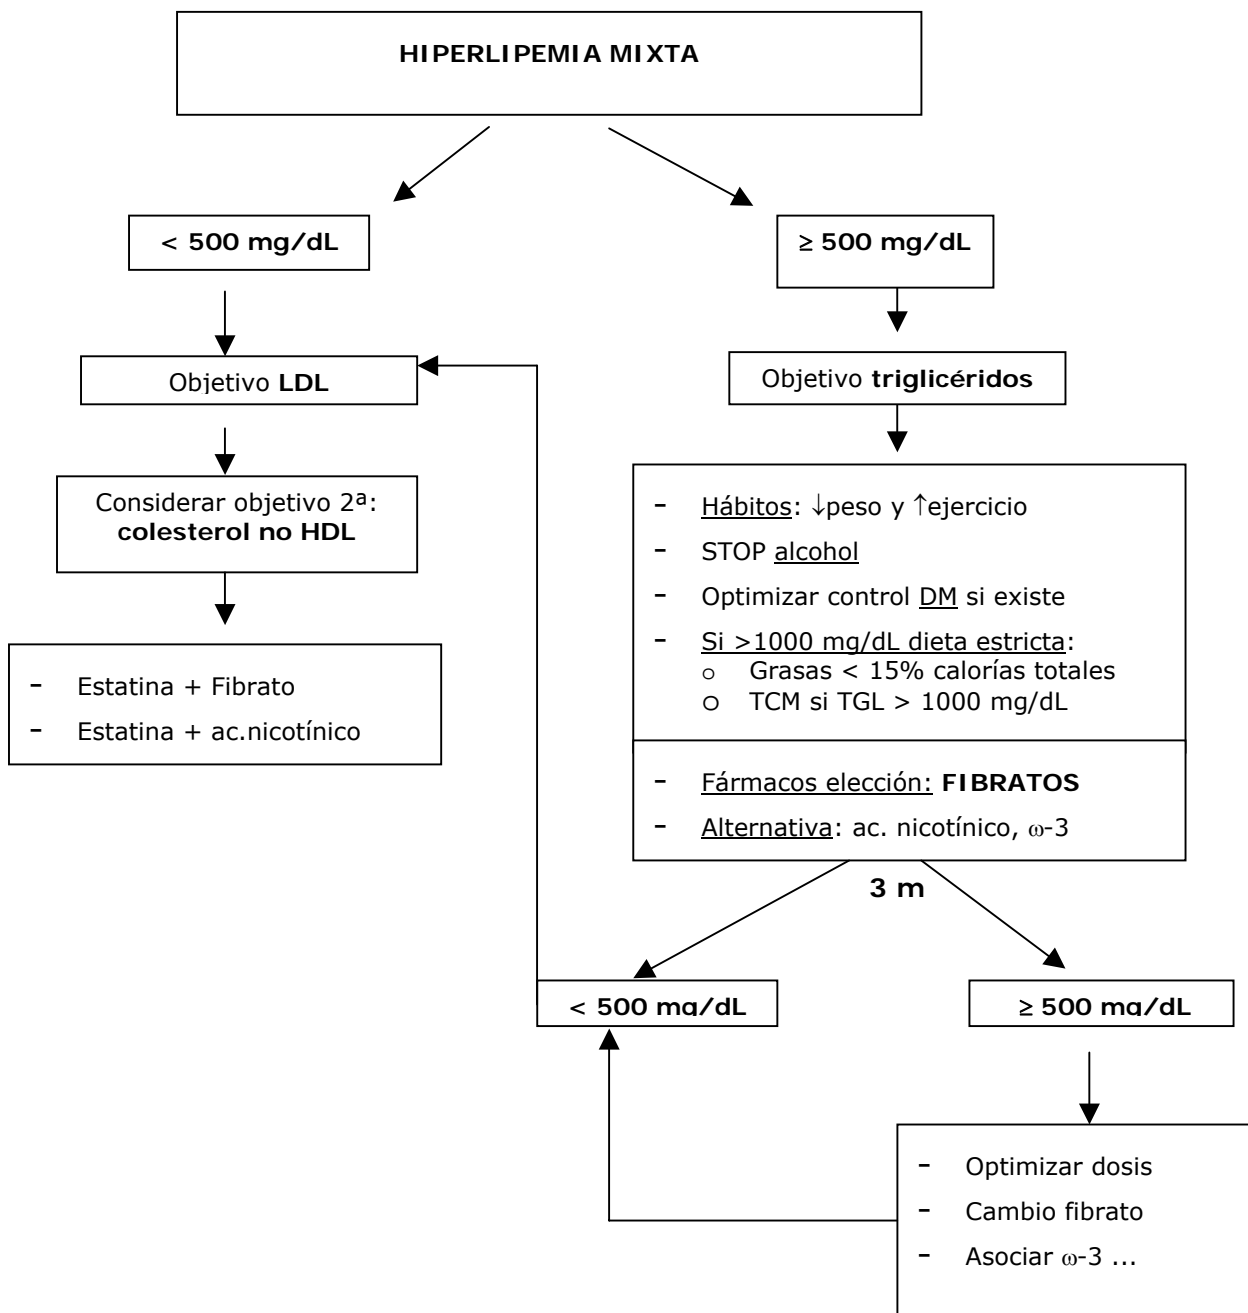 HIPERLIPEMIA MIXTA
< 500 mg/dL
≥ 500 mg/dL
Objetivo LDL
Objetivo triglicéridos
Considerar objetivo 2ª:
colesterol no HDL
- Estatina + Fibrato
- Estatina + ac.nicotínico
- Hábitos: ↓peso y ↑ejercicio
- STOP alcohol
- Optimizar control DM si existe
- Si >1000 mg/dL dieta estricta:
o Grasas < 15% calorías totales
o TCM si TGL > 1000 mg/dL
- Fármacos elección: FIBRATOS
- Alternativa: ac. nicotínico, ω-3
3 m
< 500 mg/dL
≥ 500 mg/dL
- Optimizar dosis
- Cambio fibrato
- Asociar ω-3 ...